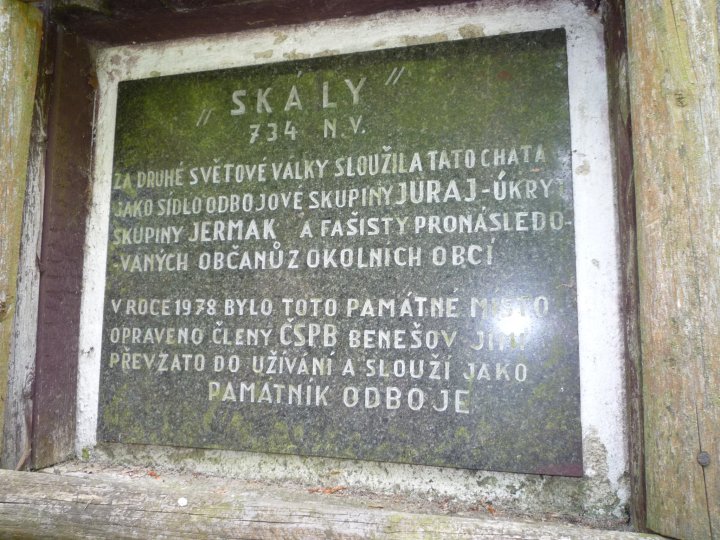 "SKÁLY"
734 N.V.
ZA DRUHÉ SVĚTOVÉ VÁLKY SLOUŽILA TATO CHATA
JAKO SÍDLO ODBOJOVÉ SKUPINY JURAJ-ÚKRYT
SKUPINY JERMAK A FAŠISTY PRONÁSLEDO-
-VANÝCH OBČANŮ Z OKOLNÍCH OBCÍ
V ROCE 1978 BYLO TOTO PAMÁTNÉ MÍSTO
OPRAVENO ČLENY ČSPB BENEŠOV JIMI
PŘEVZATO DO UŽÍVÁNÍ A SLOUŽÍ JAKO
PAMÁTNÍK ODBOJE